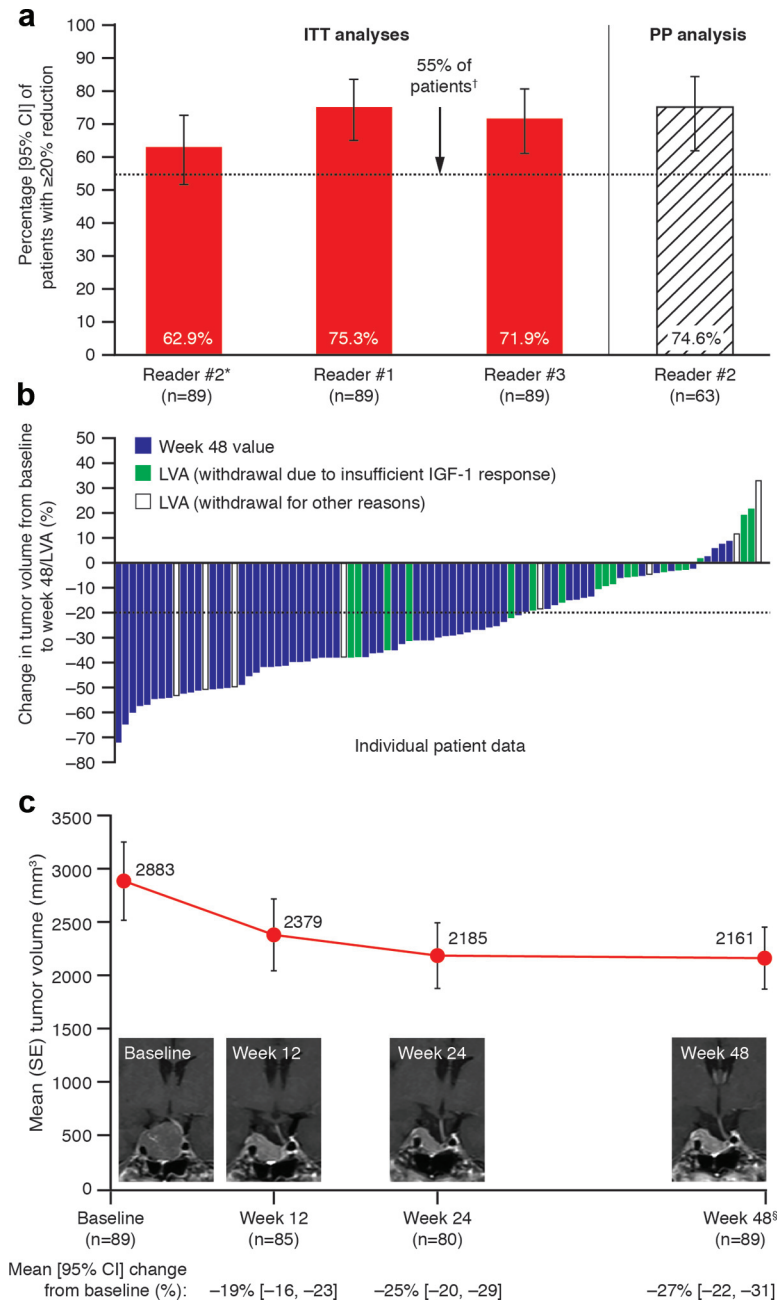 a
ITT analyses
PP analysis
Percentage [95% CI] of
patients with ≥20% reduction
100
90
80
70
60
50
40
30
20
10
0
55% of
patients†
62.9%
75.3%
71.9%
74.6%
Reader #2*
(n=89)
Reader #1
(n=89)
Reader #3
(n=89)
Reader #2
(n=63)
b
Change in tumor volume from baseline
to week 48/LVA (%)
50
40
30
20
10
0
−10
−20
−30
−40
−50
−60
−70
−80
Week 48 value
LVA (withdrawal due to insufficient IGF-1 response)
LVA (withdrawal for other reasons)
Individual patient data
c
Mean (SE) tumor volume (mm³)
3500
3000
2500
2000
1500
1000
500
0
2883
2379
2185
2161
Baseline
Week 12
Week 24
Week 48
Baseline
(n=89)
Week 12
(n=85)
Week 24
(n=80)
Week 48§
(n=89)
Mean [95% CI] change
from baseline (%): −19% [−16, −23] −25% [−20, −29] −27% [−22, −31]